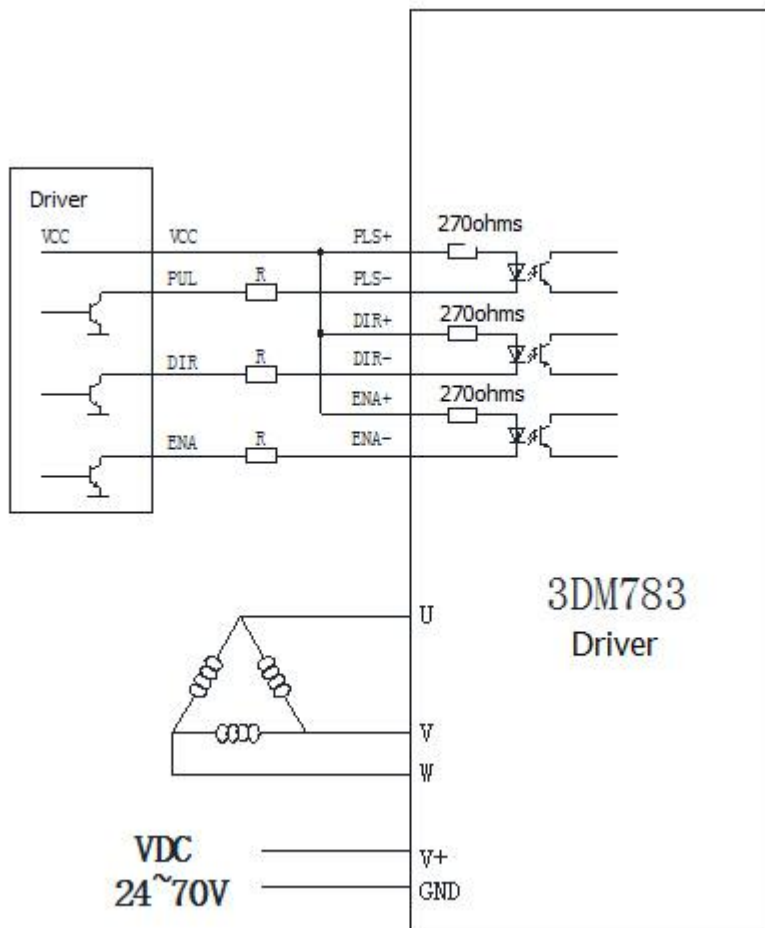 Driver
VCC VCC PLS+ 270ohms
PUL R PLS-
DIR+ 270ohms
DIR R DIR-
ENA+ 270ohms
ENA R ENA-
3DM783
Driver
U
V
W
VDC
24~70V
V+
GND